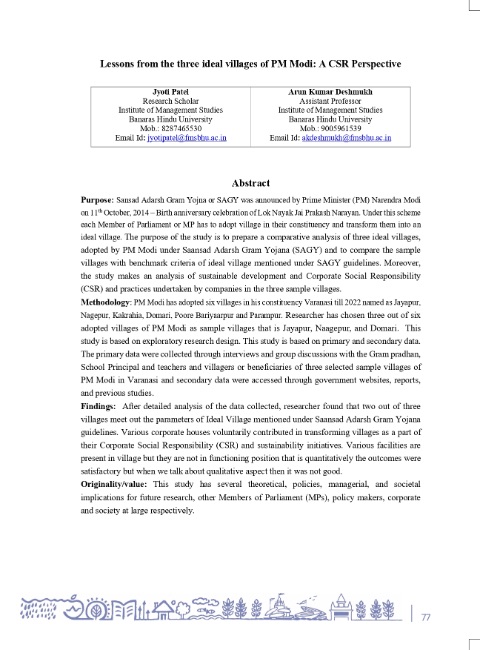 Lessons from the three ideal villages of PM Modi: A CSR Perspective
Jyoti Patel
Research Scholar
Institute of Management Studies
Banaras Hindu University
Mob.: 8287465530
Email Id: jyotipatel@fmsbhu.ac.in
Arun Kumar Deshmukh
Assistant Professor
Institute of Management Studies
Banaras Hindu University
Mob.: 9005961539
Email Id: akdeshmukh@fmsbhu.ac.in
Abstract
Purpose: Sansad Adarsh Gram Yojna or SAGY was announced by Prime Minister (PM) Narendra Modi
on 11th October, 2014 – Birth anniversary celebration of Lok Nayak Jai Prakash Narayan. Under this scheme
each Member of Parliament or MP has to adopt village in their constituency and transform them into an
ideal village. The purpose of the study is to prepare a comparative analysis of three ideal villages,
adopted by PM Modi under Saansad Adarsh Gram Yojana (SAGY) and to compare the sample
villages with benchmark criteria of ideal village mentioned under SAGY guidelines. Moreover,
the study makes an analysis of sustainable development and Corporate Social Responsibility
(CSR) and practices undertaken by companies in the three sample villages.
Methodology: PM Modi has adopted six villages in his constituency Varanasi till 2022 named as Jayapur,
Nagepur, Kakrahia, Domari, Poore Bariyaarpur and Parampur. Researcher has chosen three out of six
adopted villages of PM Modi as sample villages that is Jayapur, Naagepur, and Domari. This
study is based on exploratory research design. This study is based on primary and secondary data.
The primary data were collected through interviews and group discussions with the Gram pradhan,
School Principal and teachers and villagers or beneficiaries of three selected sample villages of
PM Modi in Varanasi and secondary data were accessed through government websites, reports,
and previous studies.
Findings: After detailed analysis of the data collected, researcher found that two out of three
villages meet out the parameters of Ideal Village mentioned under Saansad Adarsh Gram Yojana
guidelines. Various corporate houses voluntarily contributed in transforming villages as a part of
their Corporate Social Responsibility (CSR) and sustainability initiatives. Various facilities are
present in village but they are not in functioning position that is quantitatively the outcomes were
satisfactory but when we talk about qualitative aspect then it was not good.
Originality/value: This study has several theoretical, policies, managerial, and societal
implications for future research, other Members of Parliament (MPs), policy makers, corporate
and society at large respectively.
77